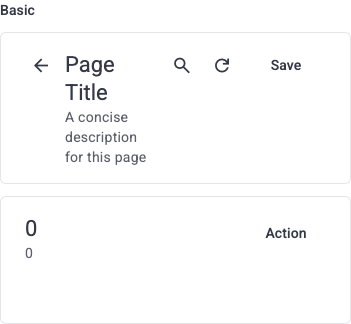 Basic
Page
Title
Save
A concise
description
for this page
0
0
Action